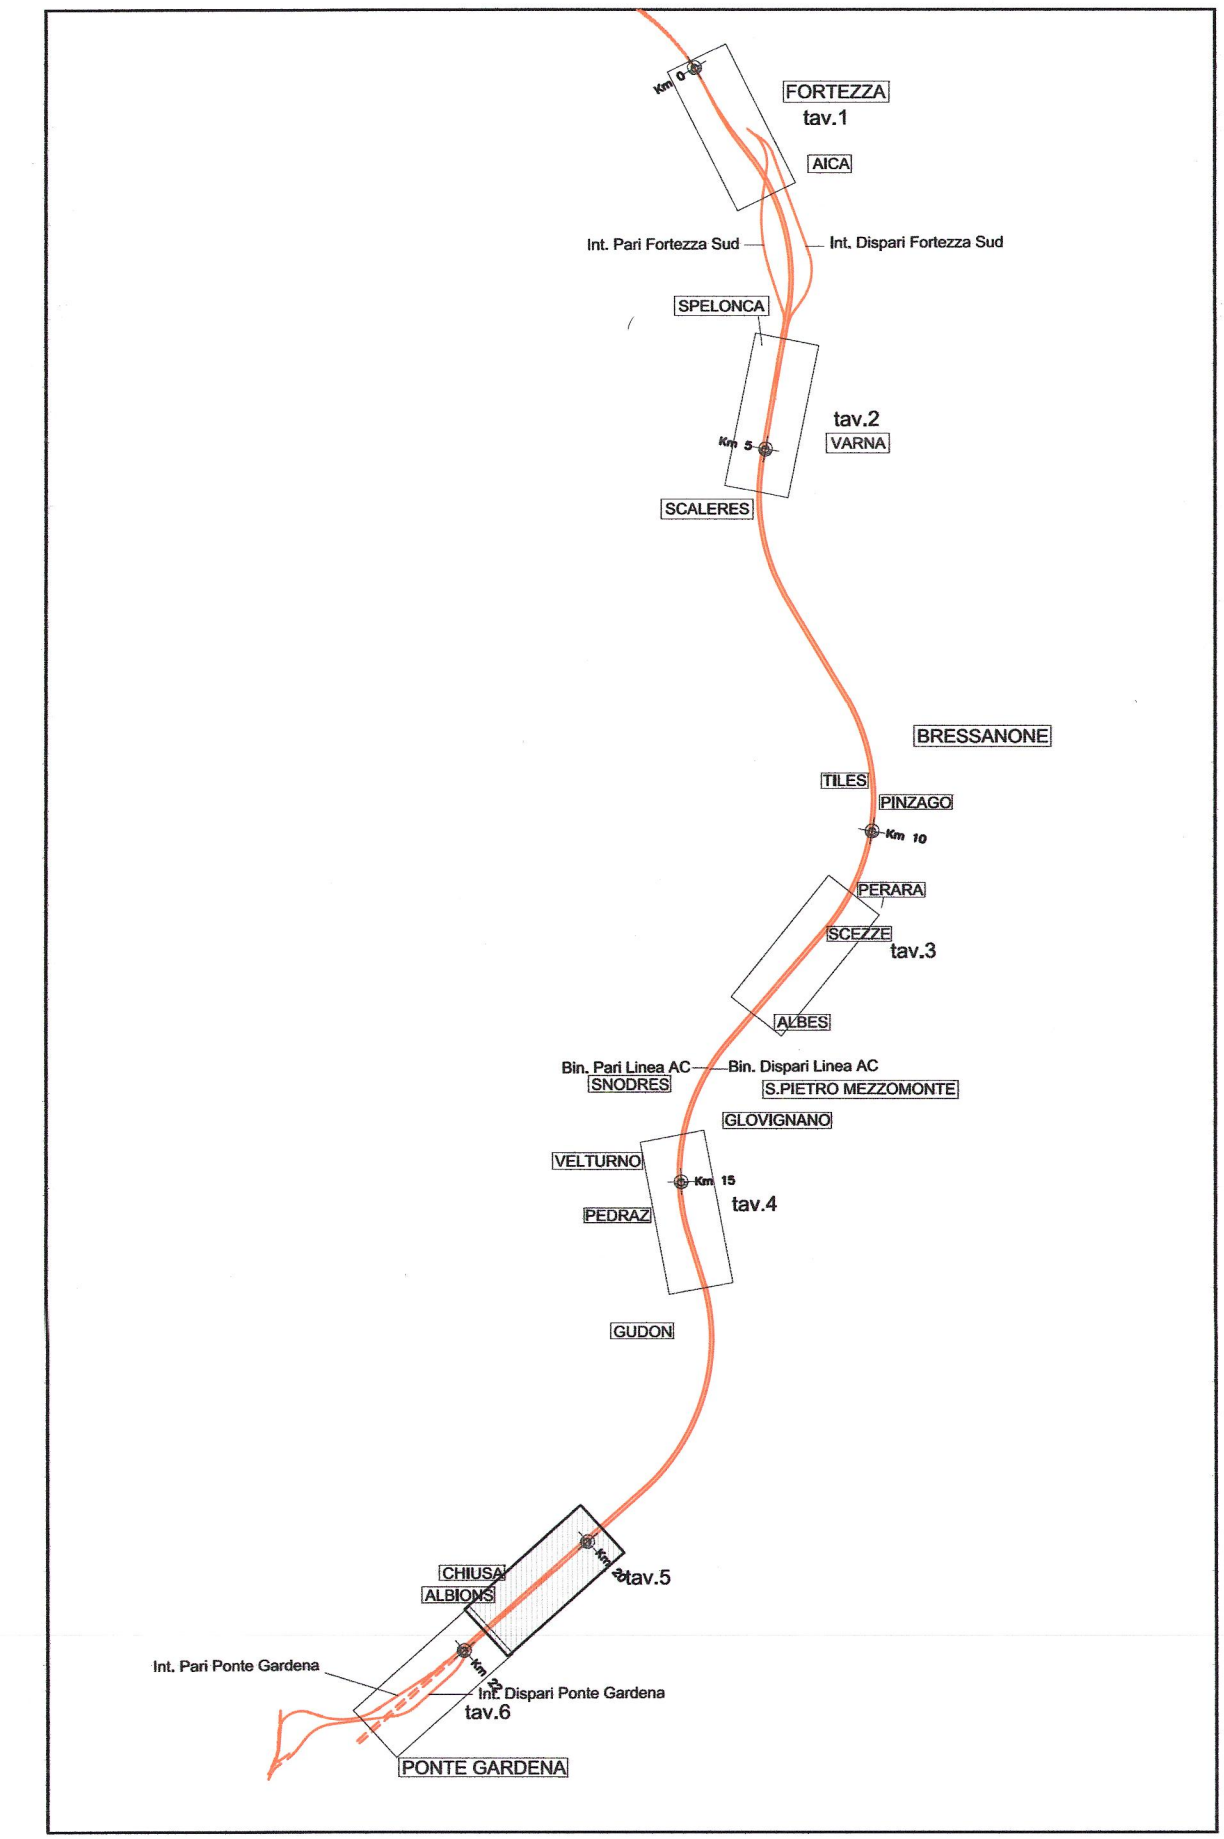 Km 0
FORTEZZA
tav.1
AICA
Int. Pari Fortezza Sud
Int. Dispari Fortezza Sud
SPELONCA
tav.2
Km 5
VARNA
SCALERES
BRESSANONE
TILES
PINZAGO
Km 10
PERARA
SCEZZE
tav.3
ALBES
Bin. Pari Linea AC
Bin. Dispari Linea AC
SNODRES
S.PIETRO MEZZOMONTE
GLOVIGNANO
VELTURNO
Km 15
tav.4
PEDRAZ
GUDON
CHIUSA
Km 20
tav.5
ALBIONS
Int. Pari Ponte Gardena
Km 22
Int. Dispari Ponte Gardena
tav.6
PONTE GARDENA